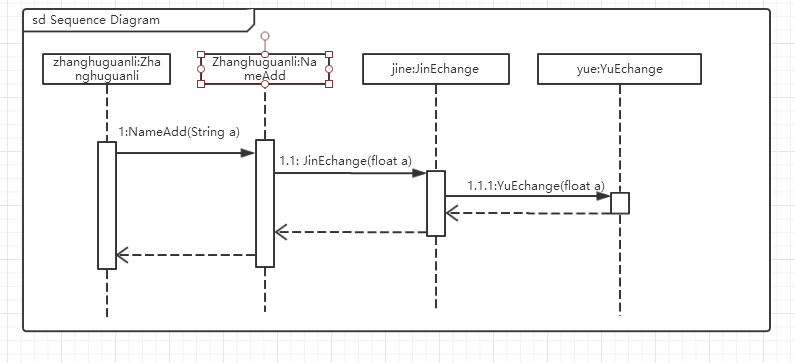 sd Sequence Diagram
zhanghuguanli:Zha
nghuguanli
Zhanghuguanli:Na
meAdd
jine:JinEchange
yue:YuEchange
1:NameAdd(String a)
1.1: JinEchange(float a)
1.1.1:YuEchange(float a)